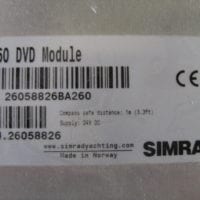 60 DVD Module
26058826BA260
CE
Compass safe distance: 1m (3.3ft)
Supply: 24V DC
.26058826
www.simradyachting.com
Made in Norway
SIMRA